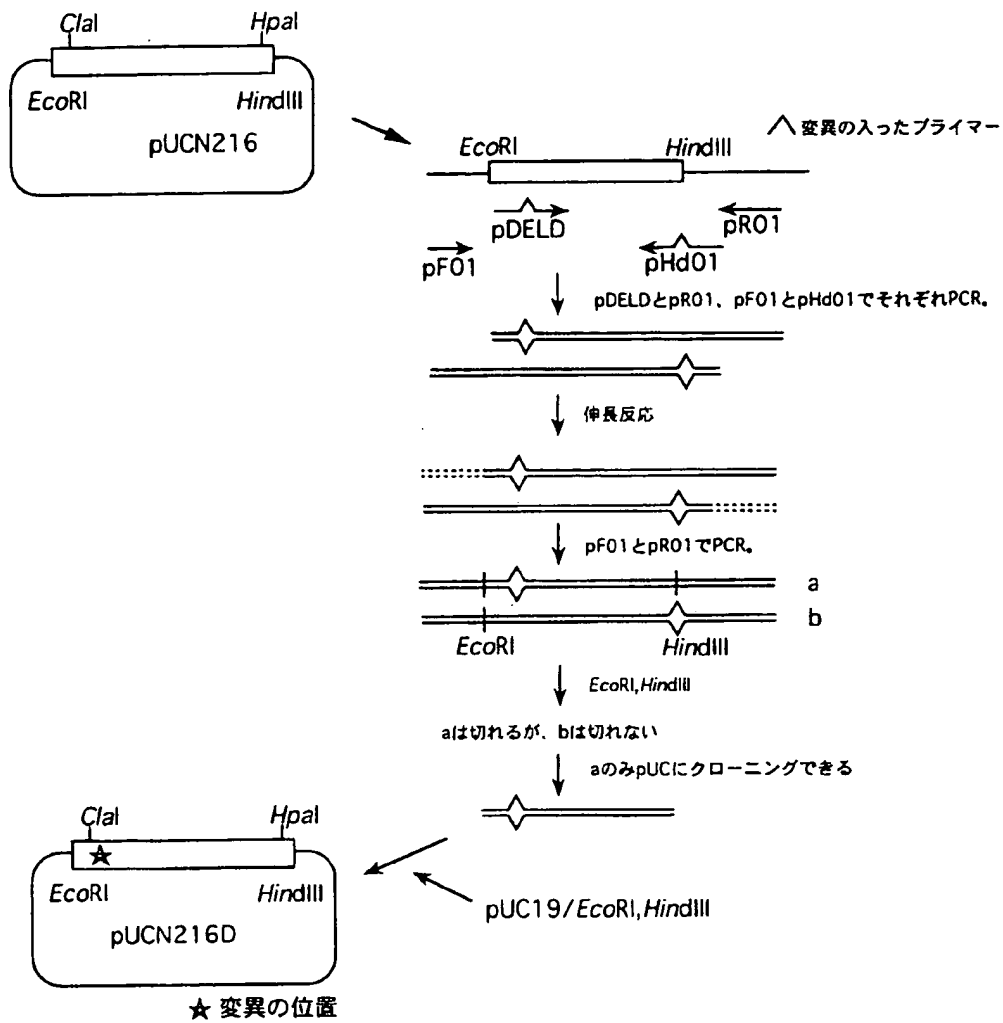 ClaI
HpaI
EcoRI
HindIII
pUCN216
変異の入ったプライマー
EcoRI
HindIII
pDELD
pR01
pF01
pHd01
pDELDとpR01、pF01とpHd01でそれぞれPCR。
伸長反応
pF01とpR01でPCR。
a
b
EcoRI
HindIII
EcoRI,HindIII
aは切れるが、bは切れない
aのみpUCにクローニングできる
ClaI
HpaI
EcoRI
HindIII
pUCN216D
pUC19/EcoRI,HindIII
☆ 変異の位置